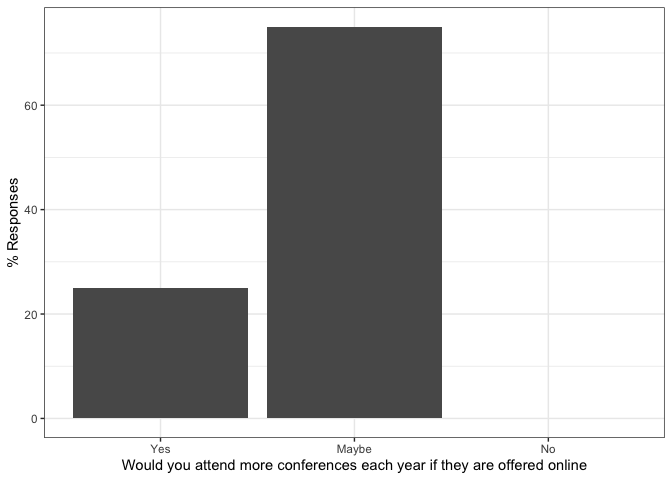 % Responses
60
40
20
0
Yes Maybe No
Would you attend more conferences each year if they are offered online